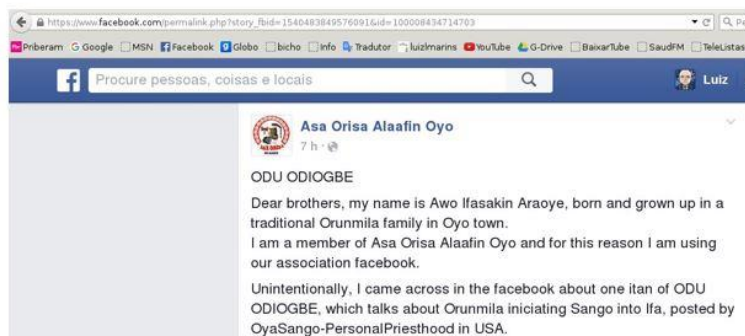 https://www.facebook.com/permalink.php?story_fbid=1540483849576091&id=100008434714703
Priberam Google MSN Facebook Globo bicho Info Tradutor luizlmarins YouTube G-Drive BaixarTube SaudFM TeleListas
f Procure pessoas, coisas e locais Luiz
Asa Orisa Alaafin Oyo
7 h
ODU ODIOGBE
Dear brothers, my name is Awo Ifasakin Araoye, born and grown up in a
traditional Orunmila family in Oyo town.
I am a member of Asa Orisa Alaafin Oyo and for this reason I am using
our association facebook.
Unintentionally, I came across in the facebook about one itan of ODU
ODIOGBE, which talks about Orunmila iniciating Sango into Ifa, posted by
OyaSango-PersonalPriesthood in USA.